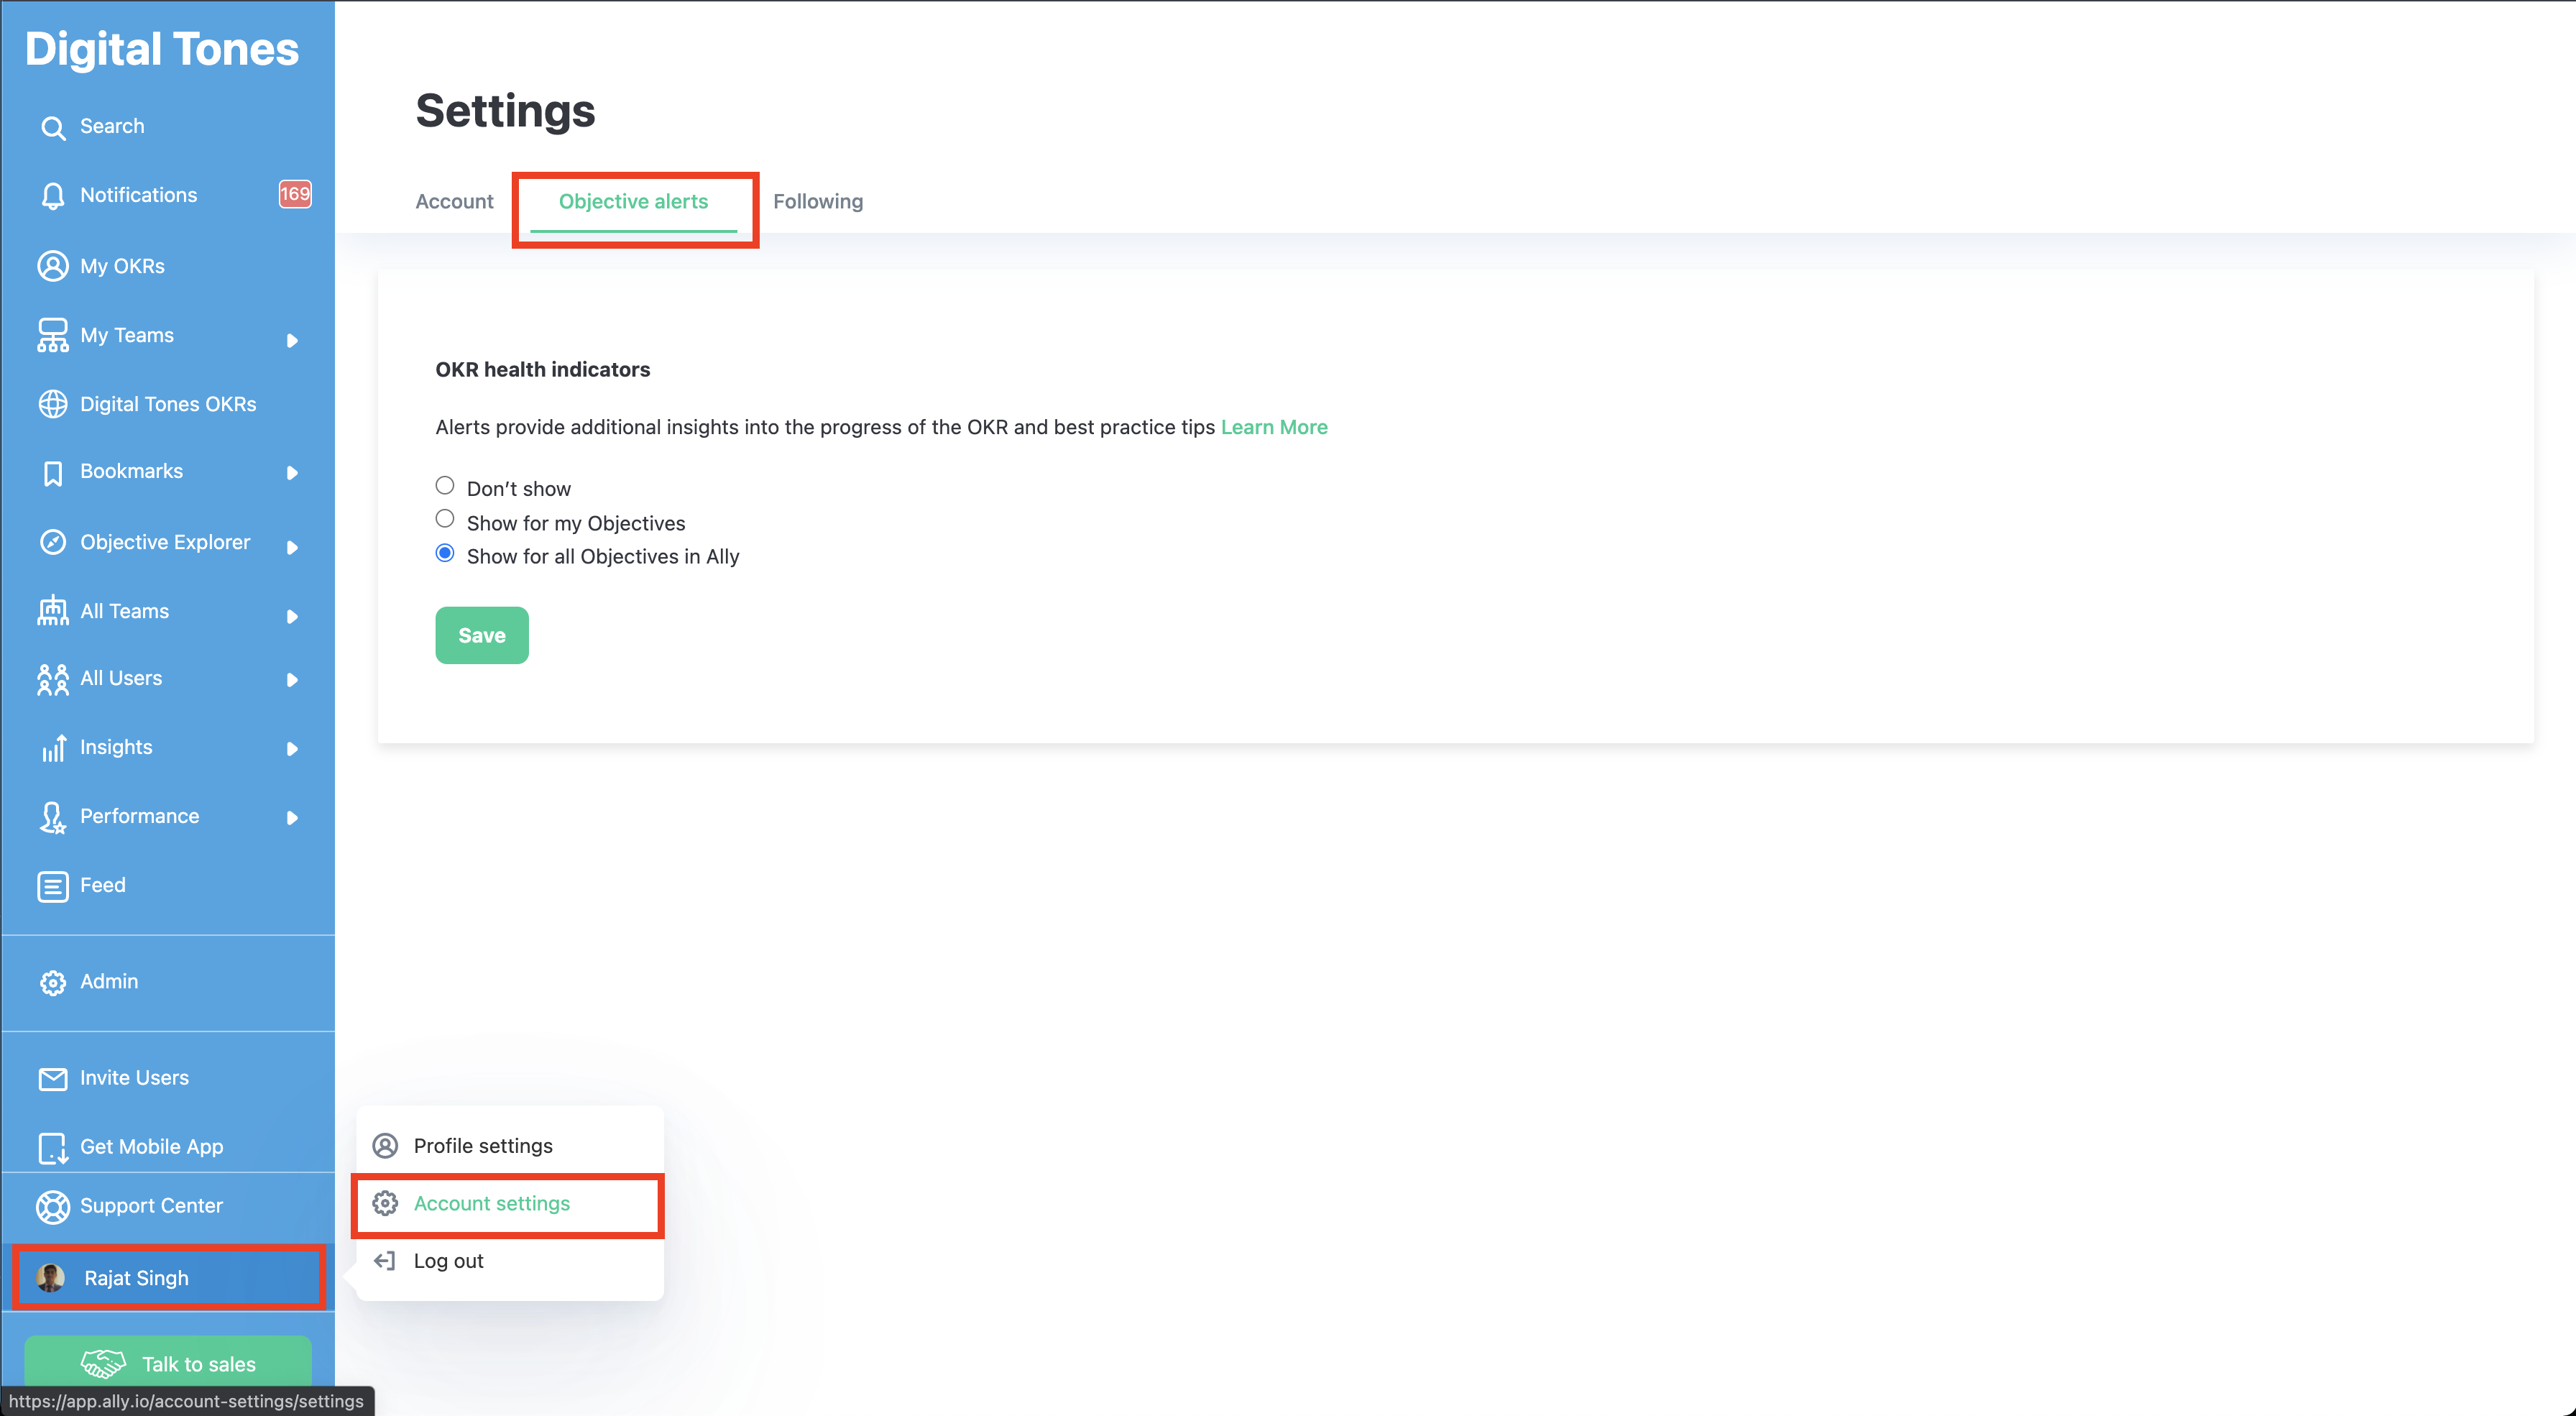 Digital Tones
Search
Notifications 169
My OKRs
My Teams
Digital Tones OKRs
Bookmarks
Objective Explorer
All Teams
All Users
Insights
Performance
Feed
Admin
Invite Users
Get Mobile App
Support Center
Rajat Singh
Talk to sales
https://app.ally.io/account-settings/settings
Settings
Account Objective alerts Following
OKR health indicators
Alerts provide additional insights into the progress of the OKR and best practice tips Learn More
Don’t show
Show for my Objectives
Show for all Objectives in Ally
Save
Profile settings
Account settings
Log out